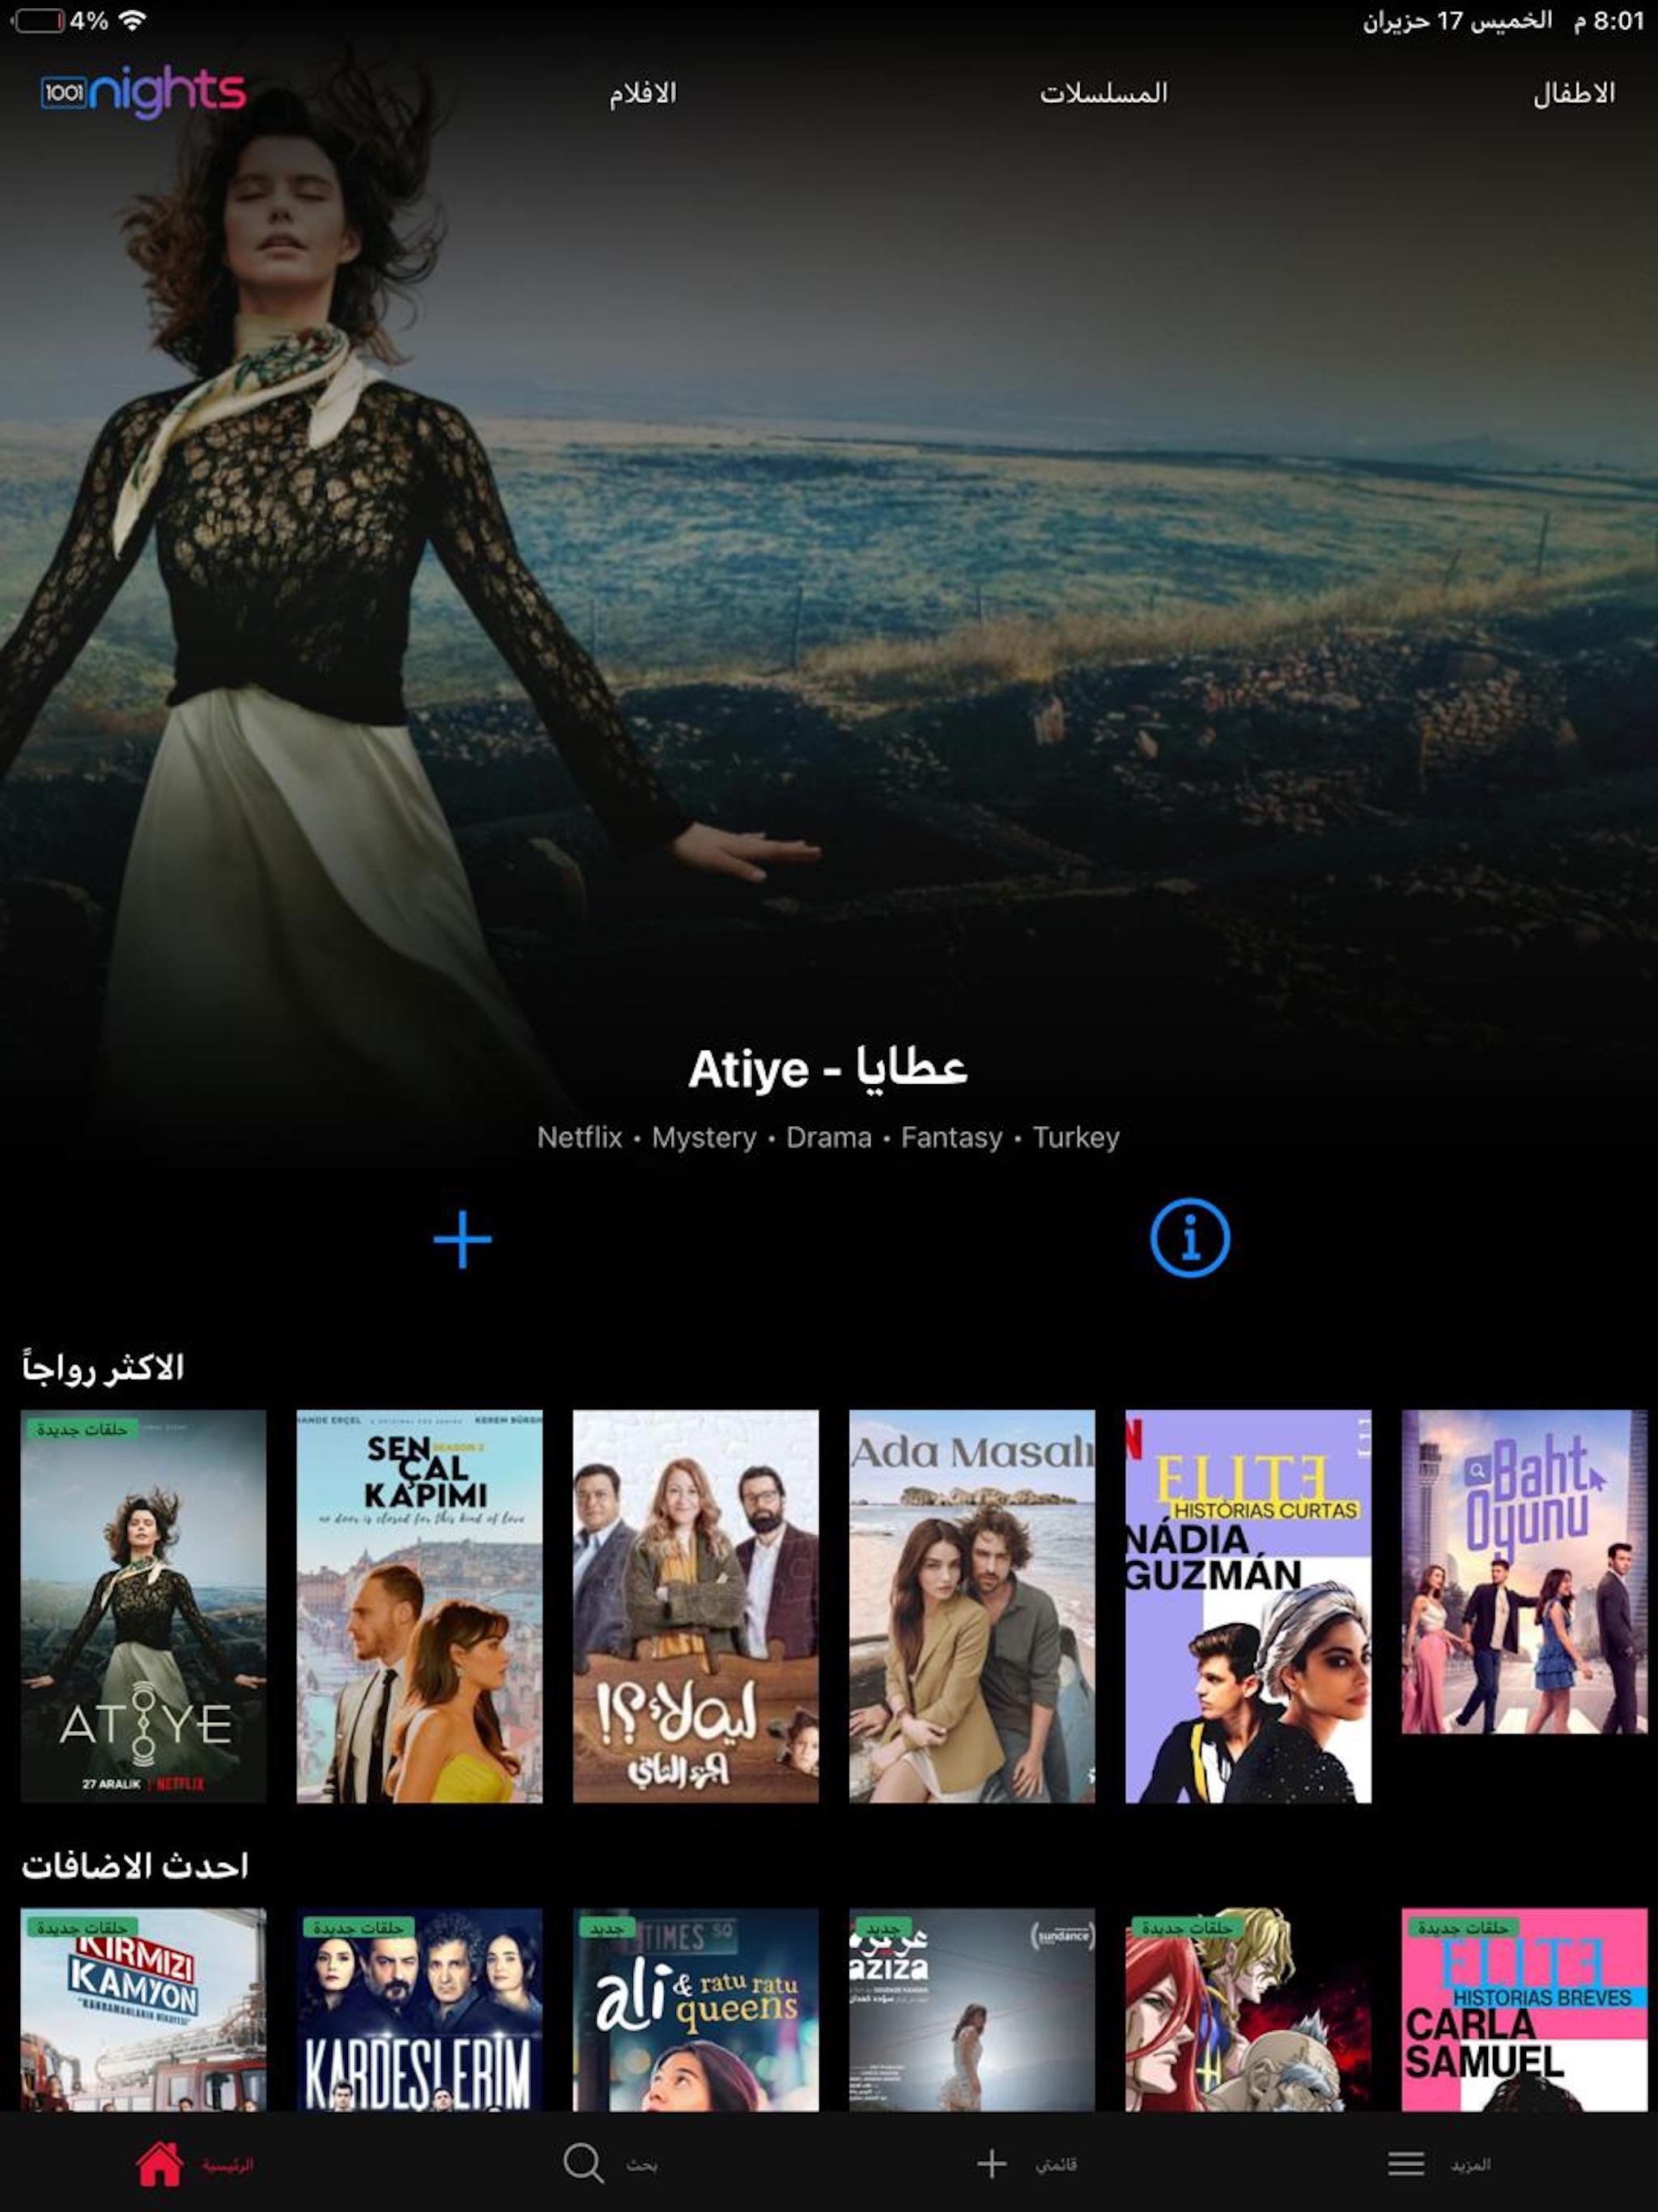 8:01 م الخميس 17 حزيران
4%
1001 nights
الافلام
المسلسلات
الاطفال
Atiye - عطايا
Netflix • Mystery • Drama • Fantasy • Turkey
الاكثر رواجاً
حلقات جديدة
ATIYE
27 ARALIK | NETFLIX
HANDE ERÇEL
KEREM BÜRSİN
SEN ÇAL KAPIMI
SEASON 2
no door is closed for this kind of love
ليه لأ؟!
الجزء الثاني
Ada Masalı
N
ELITE
HISTÓRIAS CURTAS
NÁDIA
GUZMÁN
Baht
Oyunu
احدث الاضافات
حلقات جديدة
KIRMIZI
KAMYON
حلقات جديدة
KARDEŞLERİM
جديد
TIMES SQ
ali & ratu ratu
queens
جديد
عزيزة
aziza
sundance
حلقات جديدة
حلقات جديدة
ELITE
HISTORIAS BREVES
CARLA
SAMUEL
الرئيسية
بحث
قائمتي
المزيد